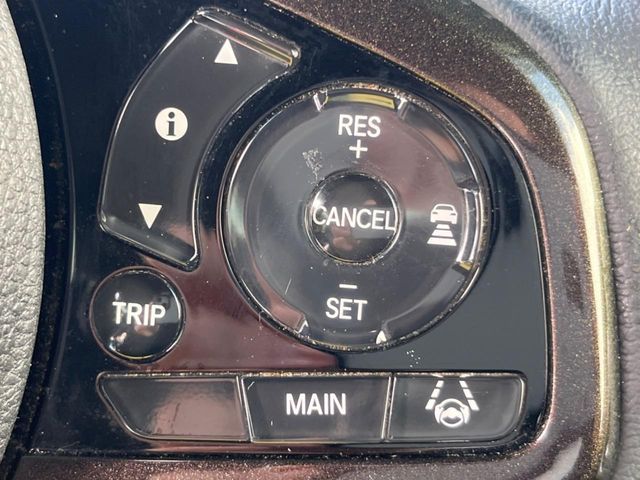 i
RES
+
CANCEL
–
SET
TRIP
MAIN